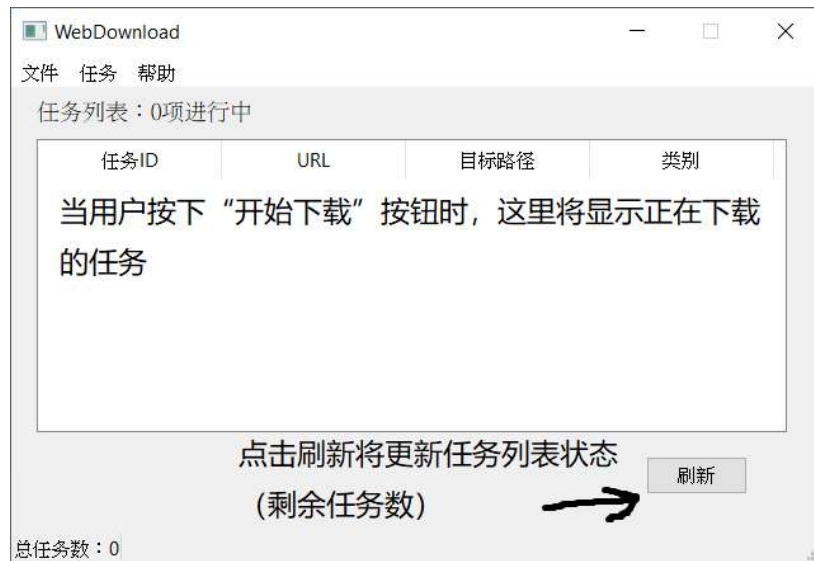 WebDownload
文件 任务 帮助
任务列表：0项进行中
任务ID URL 目标路径 类别
当用户按下“开始下载”按钮时，这里将显示正在下载
的任务
点击刷新将更新任务列表状态
（剩余任务数）
刷新
总任务数：0